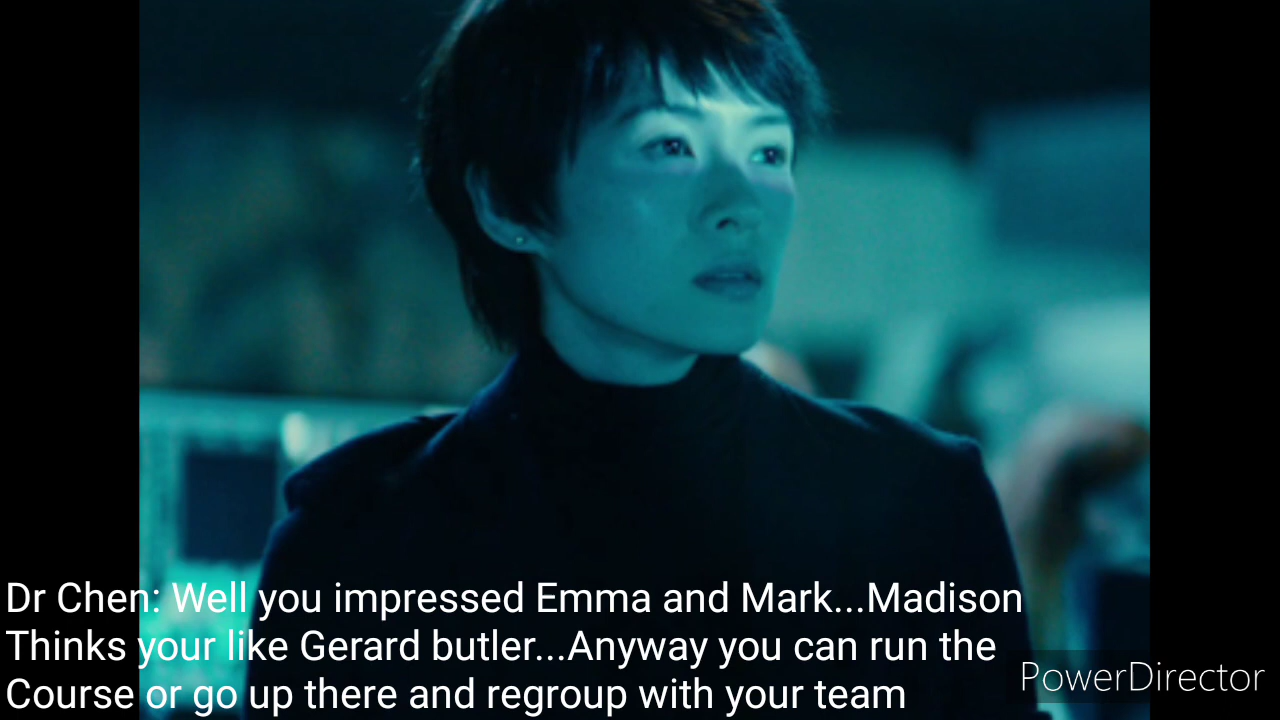 Dr Chen: Well you impressed Emma and Mark...Madison
Thinks your like Gerard butler...Anyway you can run the
Course or go up there and regroup with your team
PowerDirector